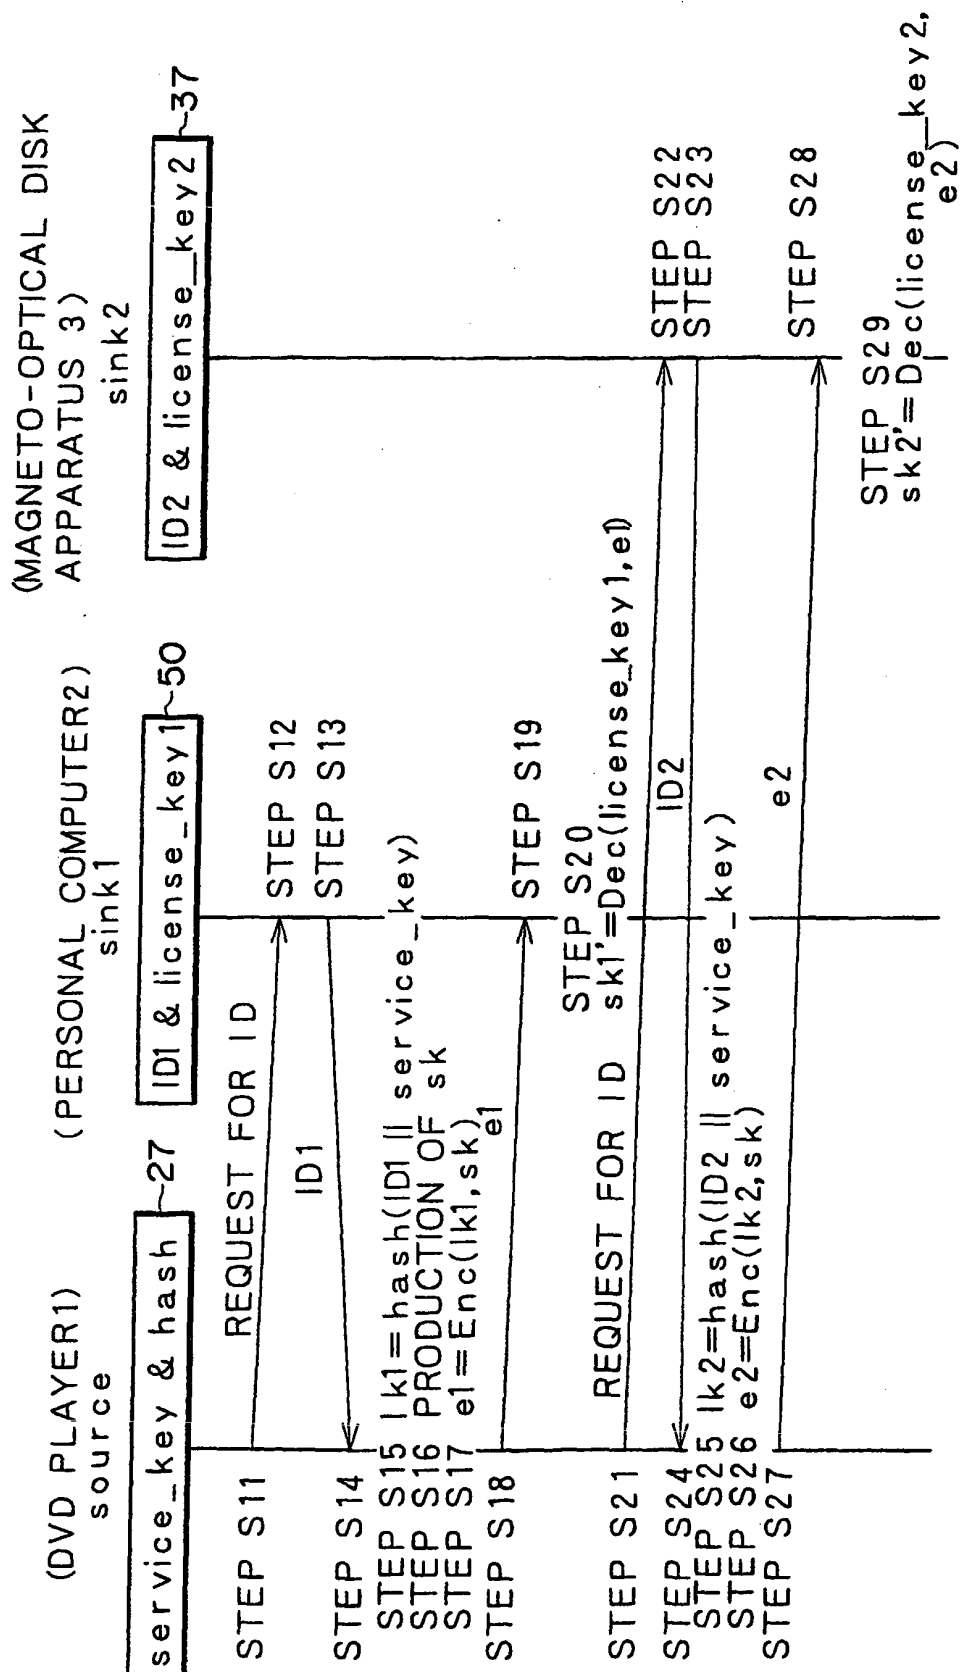 (DVD PLAYER1)
source
service_key & hash
27
(PERSONAL COMPUTER2)
sink1
ID1 & license_key1
50
(MAGNETO-OPTICAL DISK
APPARATUS 3)
sink2
ID2 & license_key2
37
STEP S11
REQUEST FOR ID
STEP S12
STEP S13
ID1
STEP S14
STEP S15 lk1=hash(ID1 || service_key)
STEP S16 PRODUCTION OF sk
STEP S17 e1=Enc(lk1,sk)
STEP S18
e1
STEP S19
STEP S20
sk1'=Dec(license_key1,e1)
STEP S21
REQUEST FOR ID
STEP S22
STEP S23
ID2
STEP S24
STEP S25 lk2=hash(ID2 || service_key)
STEP S26 e2=Enc(lk2,sk)
STEP S27
e2
STEP S28
STEP S29
sk2'=Dec(license_key2,
e2)